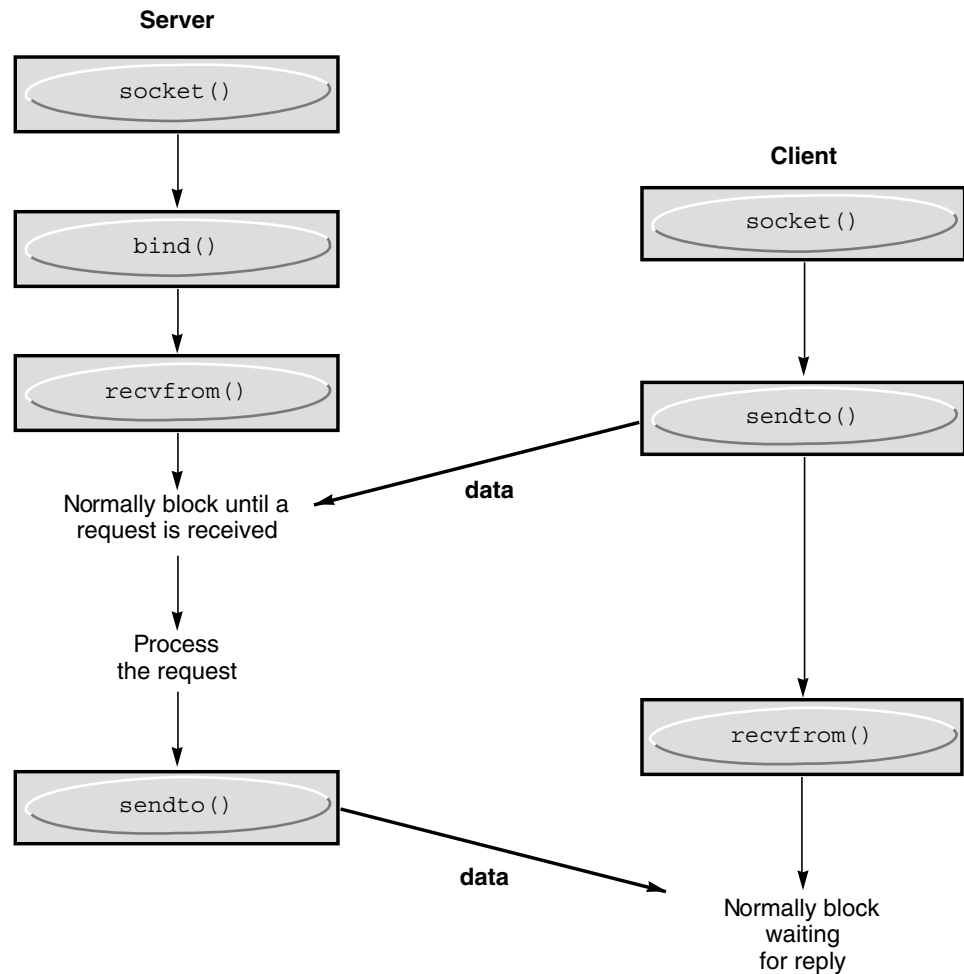 Server
socket()
bind()
recvfrom()
Normally block until a
request is received
Process
the request
sendto()
data
data
Client
socket()
sendto()
recvfrom()
Normally block
waiting
for reply